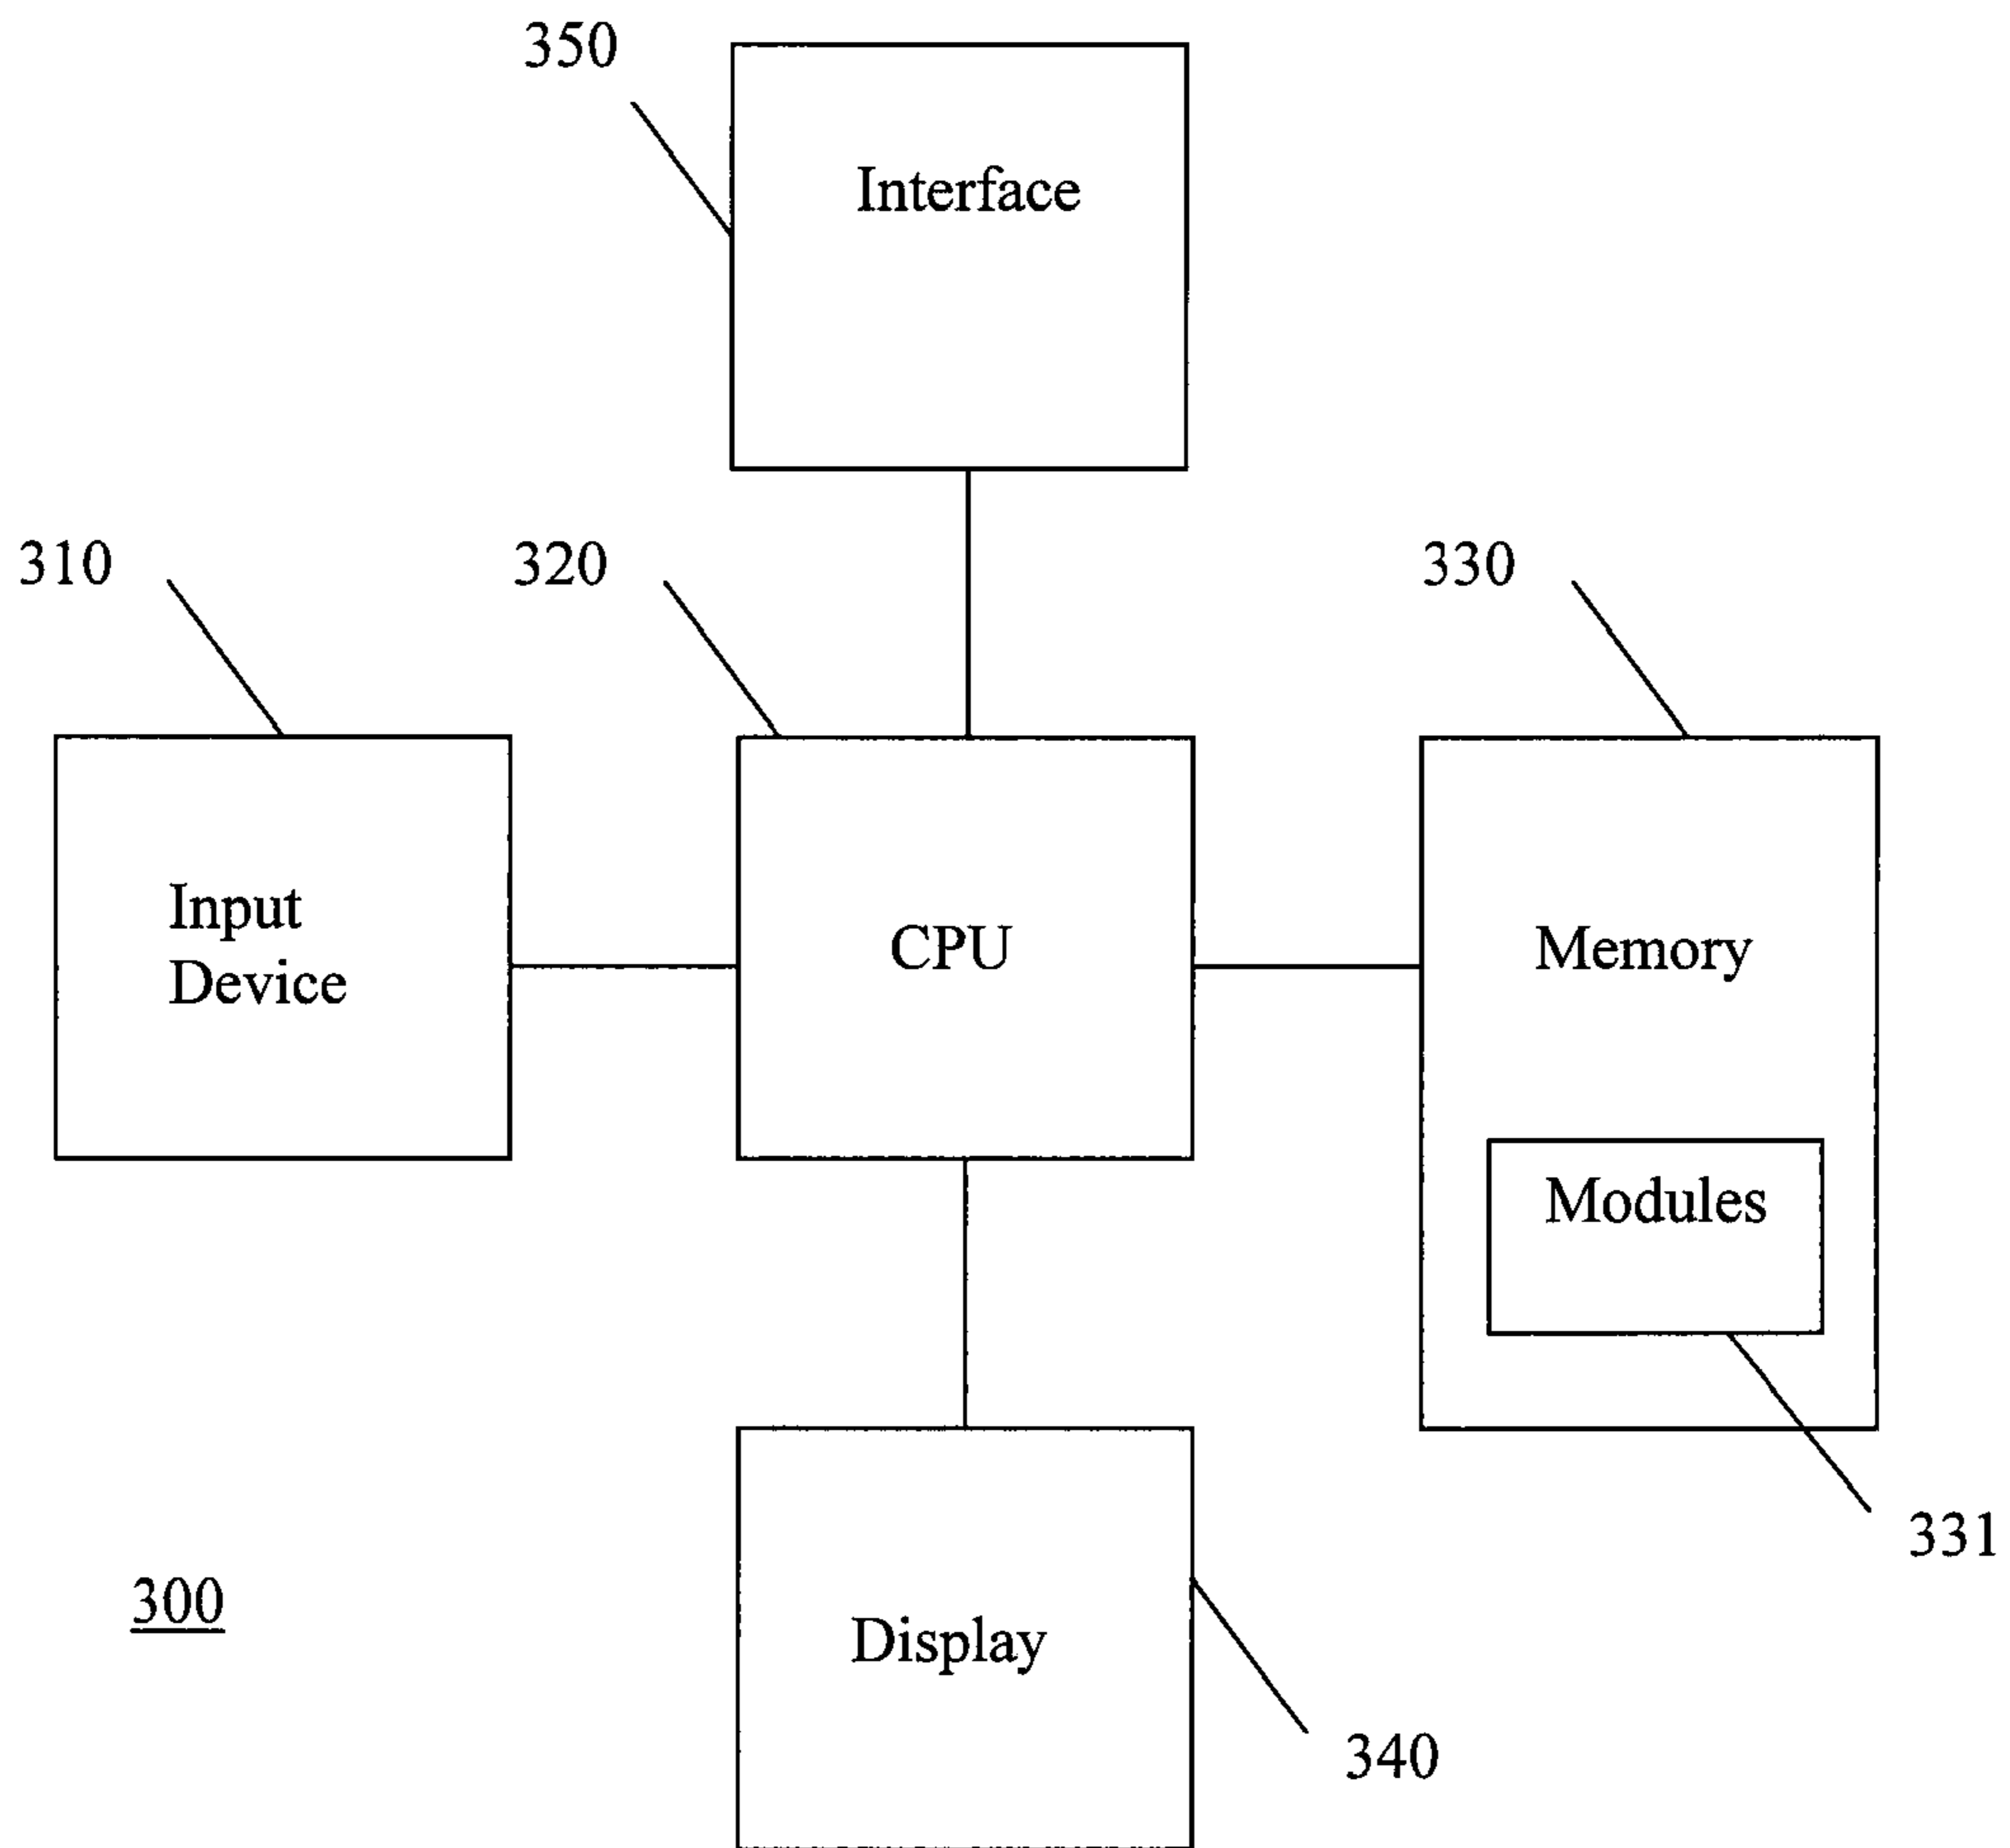 350
Interface
310
320
330
Input
Device
CPU
Memory
Modules
331
300
Display
340